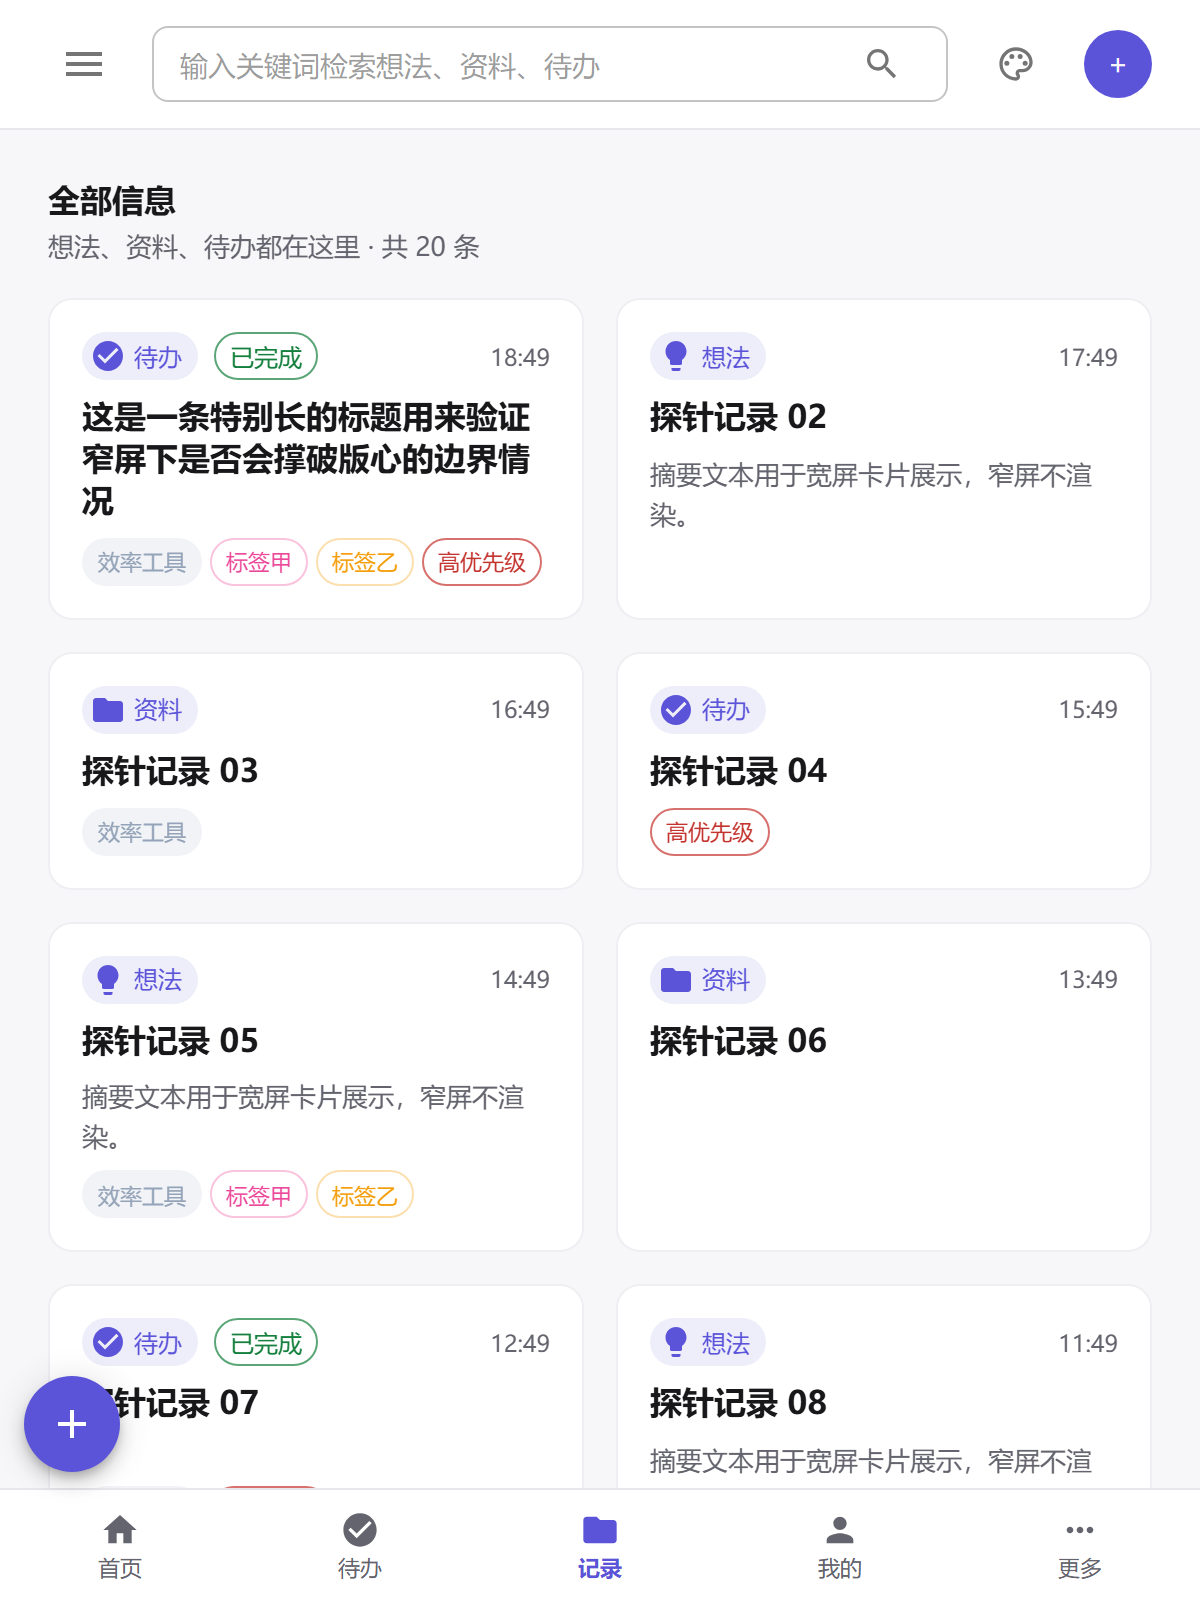 输入关键词检索想法、资料、待办
+
全部信息
想法、资料、待办都在这里 · 共 20 条
待办 已完成 18:49
这是一条特别长的标题用来验证
窄屏下是否会撑破版心的边界情
况
效率工具 标签甲 标签乙 高优先级
想法 17:49
探针记录 02
摘要文本用于宽屏卡片展示，窄屏不渲
染。
资料 16:49
探针记录 03
效率工具
待办 15:49
探针记录 04
高优先级
想法 14:49
探针记录 05
摘要文本用于宽屏卡片展示，窄屏不渲
染。
效率工具 标签甲 标签乙
资料 13:49
探针记录 06
待办 已完成 12:49
针记录 07
想法 11:49
探针记录 08
摘要文本用于宽屏卡片展示，窄屏不渲
首页 待办 记录 我的 更多